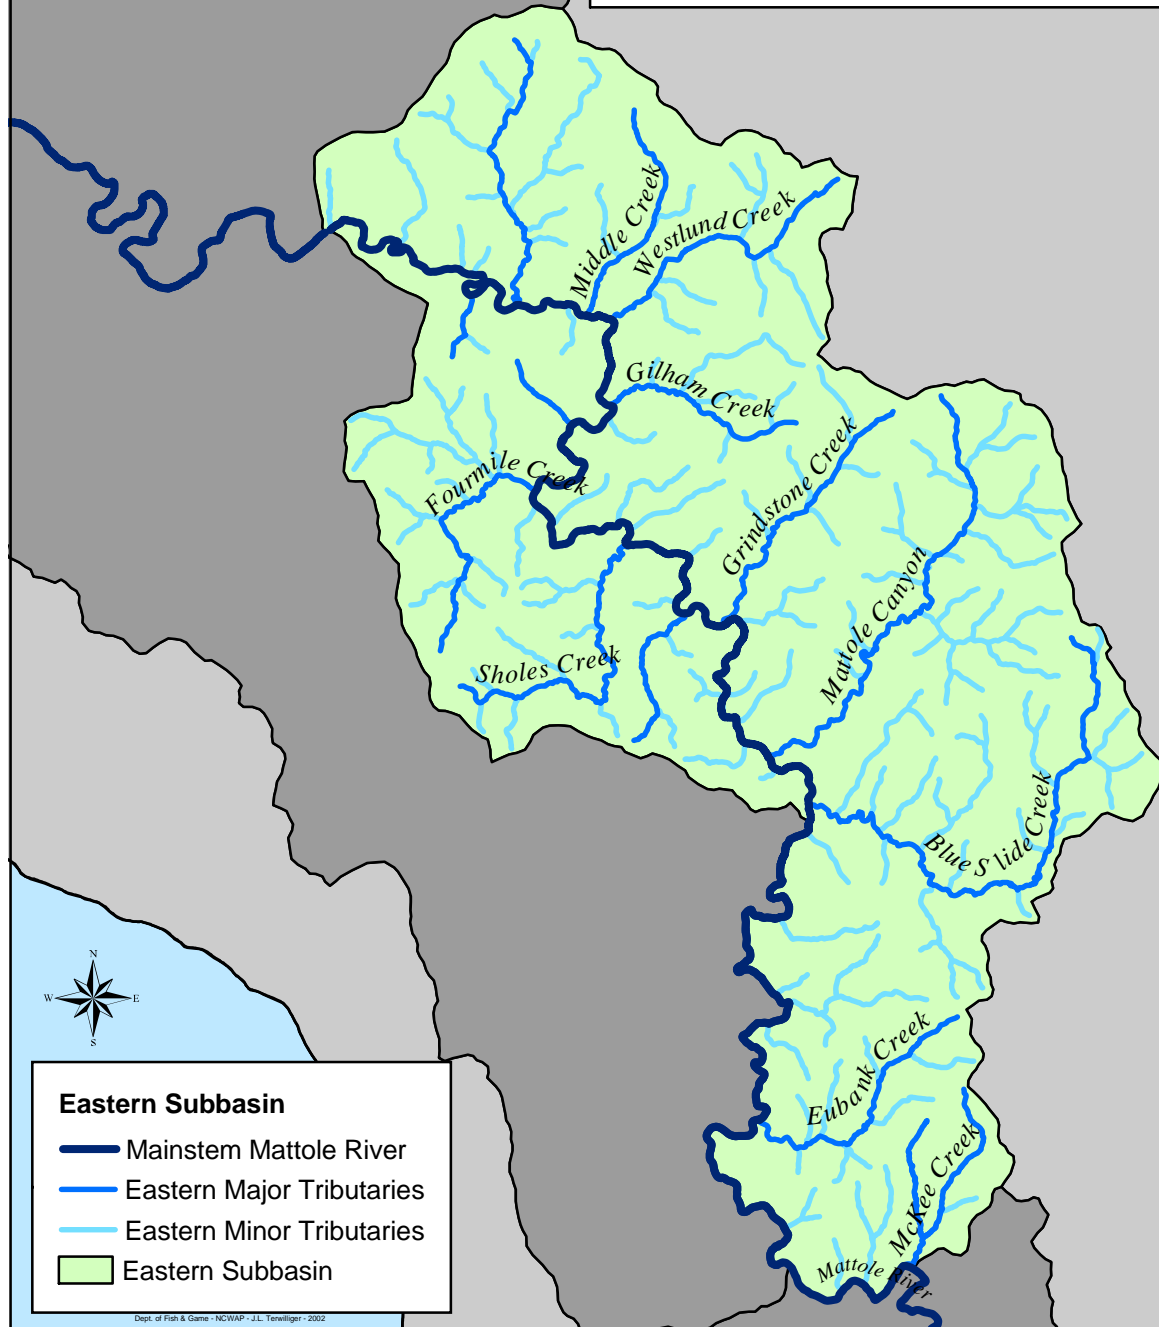 Middle Creek
Westlund Creek
Gilham Creek
Fourmile Creek
Grindstone Creek
Mattole Canyon
Sholes Creek
Blue Slide Creek
N
W E
S
Eubank Creek
McKee Creek
Mattole River
Eastern Subbasin
Mainstem Mattole River
Eastern Major Tributaries
Eastern Minor Tributaries
Eastern Subbasin
Dept. of Fish & Game - NCWAP - J.L. Terwilliger - 2002